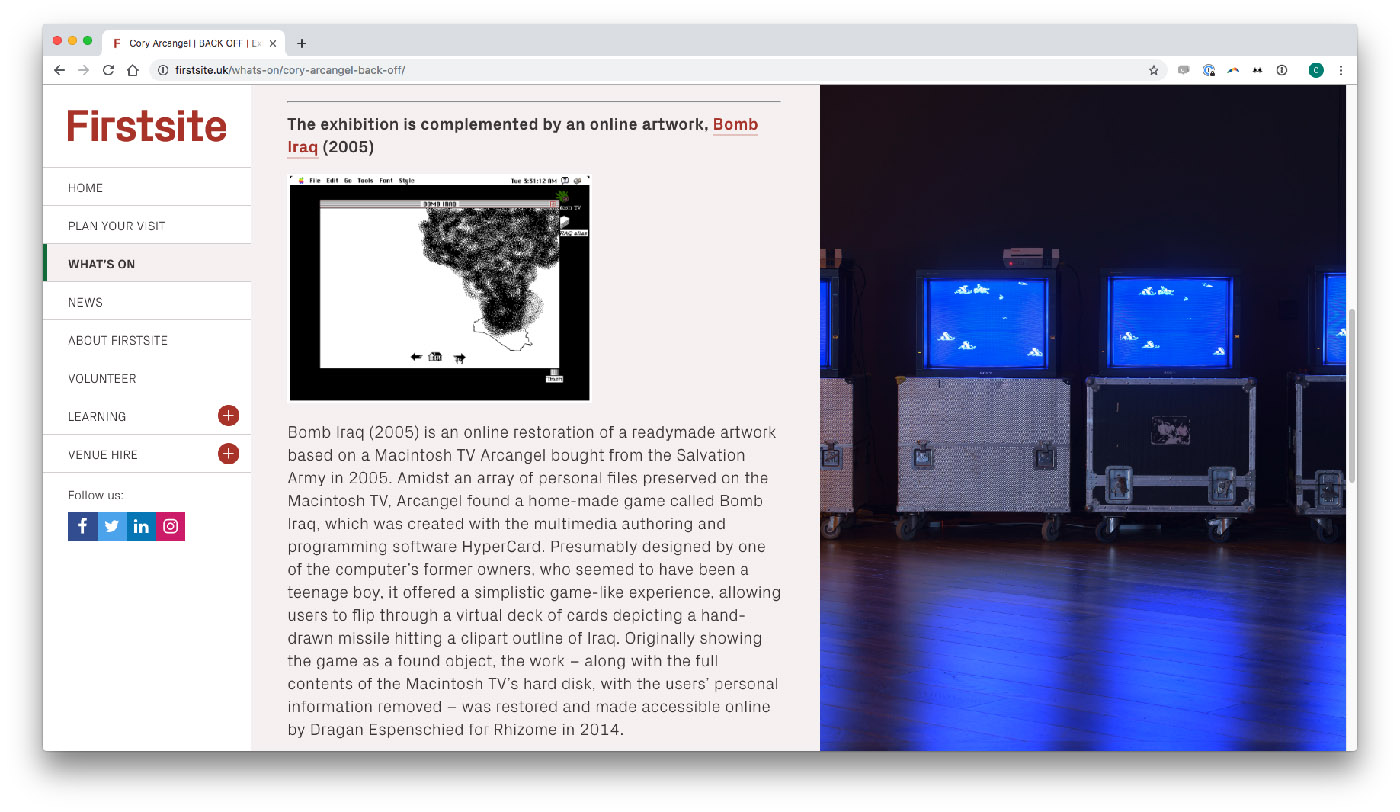 Cory Arcangel | BACK OFF | Ex
firstsite.uk/whats-on/cory-arcangel-back-off/
C
Firstsite
HOME
PLAN YOUR VISIT
WHAT'S ON
NEWS
ABOUT FIRSTSITE
VOLUNTEER
LEARNING
VENUE HIRE
Follow us:
The exhibition is complemented by an online artwork, Bomb
Iraq (2005)
File Edit Go Tools Font Style
Tue 5:51:12 AM
BOMB IRAQ
Bomb Iraq (2005) is an online restoration of a readymade artwork
based on a Macintosh TV Arcangel bought from the Salvation
Army in 2005. Amidst an array of personal files preserved on the
Macintosh TV, Arcangel found a home-made game called Bomb
Iraq, which was created with the multimedia authoring and
programming software HyperCard. Presumably designed by one
of the computer's former owners, who seemed to have been a
teenage boy, it offered a simplistic game-like experience, allowing
users to flip through a virtual deck of cards depicting a hand-
drawn missile hitting a clipart outline of Iraq. Originally showing
the game as a found object, the work – along with the full
contents of the Macintosh TV's hard disk, with the users' personal
information removed – was restored and made accessible online
by Dragan Espenschied for Rhizome in 2014.